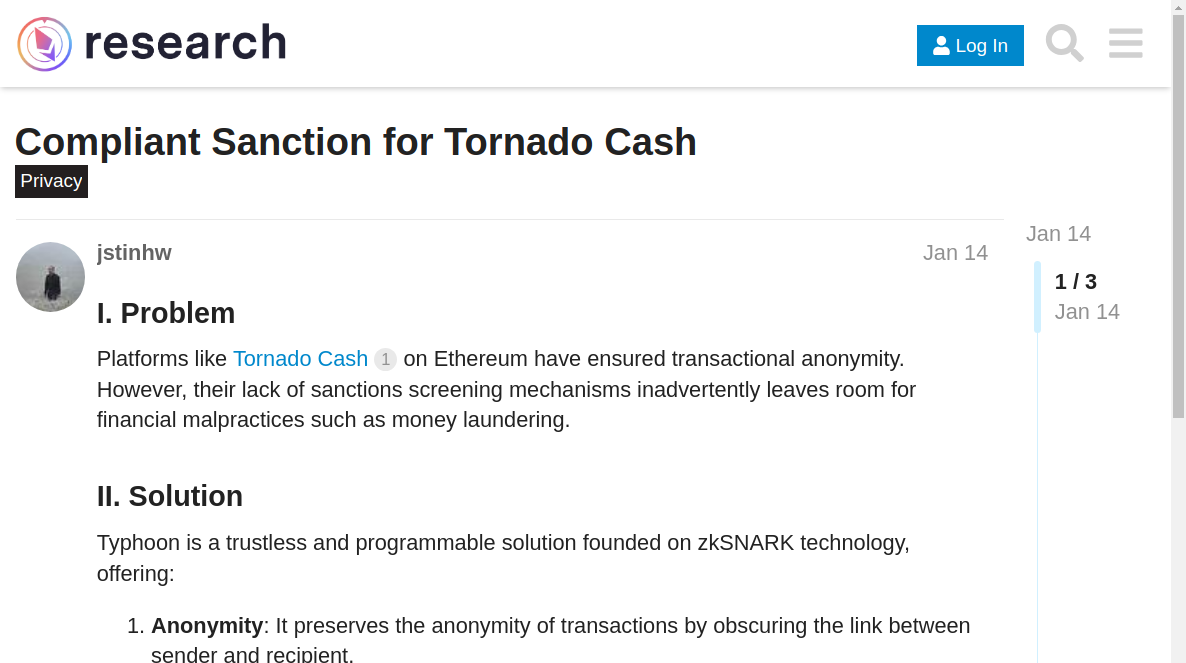 research
Log In
Compliant Sanction for Tornado Cash
Privacy
Jan 14
jstinhw
Jan 14
1 / 3
Jan 14
I. Problem
Platforms like Tornado Cash 1 on Ethereum have ensured transactional anonymity.
However, their lack of sanctions screening mechanisms inadvertently leaves room for
financial malpractices such as money laundering.
II. Solution
Typhoon is a trustless and programmable solution founded on zkSNARK technology,
offering:
1. Anonymity: It preserves the anonymity of transactions by obscuring the link between
sender and recipient.